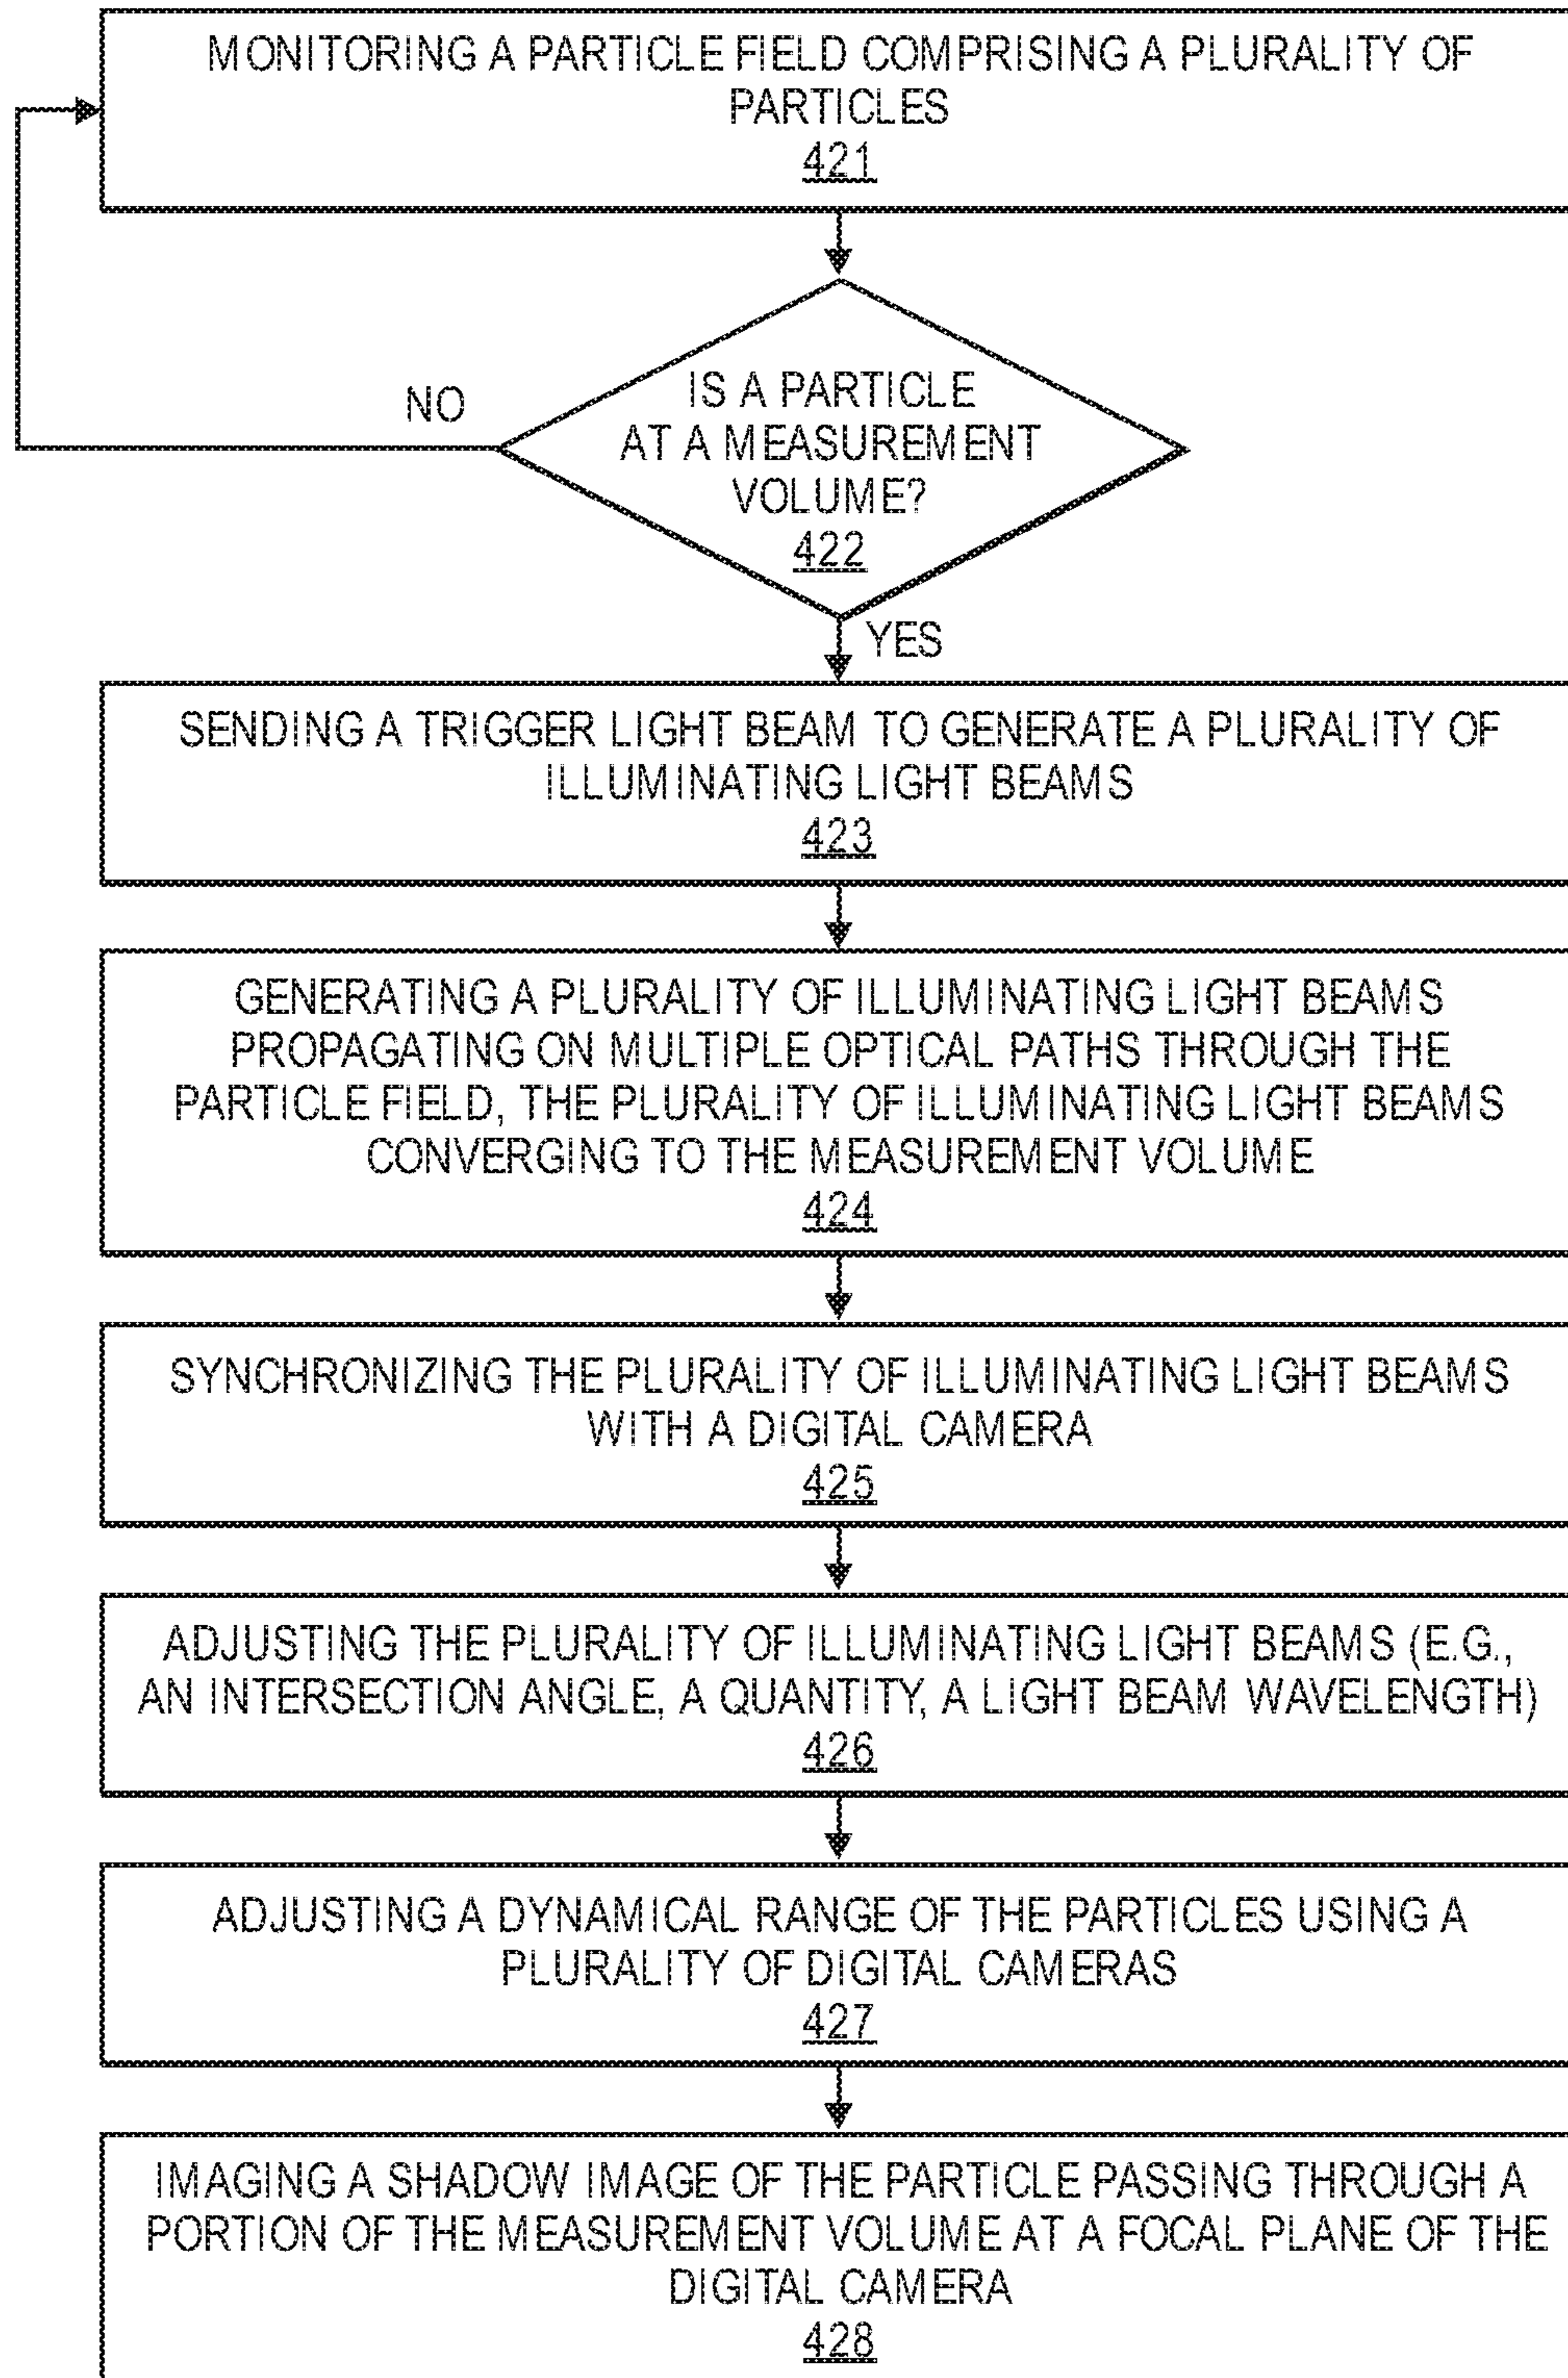 MONITORING A PARTICLE FIELD COMPRISING A PLURALITY OF
PARTICLES
421
IS A PARTICLE
AT A MEASUREMENT
VOLUME?
422
NO
YES
SENDING A TRIGGER LIGHT BEAM TO GENERATE A PLURALITY OF
ILLUMINATING LIGHT BEAMS
423
GENERATING A PLURALITY OF ILLUMINATING LIGHT BEAMS
PROPAGATING ON MULTIPLE OPTICAL PATHS THROUGH THE
PARTICLE FIELD, THE PLURALITY OF ILLUMINATING LIGHT BEAMS
CONVERGING TO THE MEASUREMENT VOLUME
424
SYNCHRONIZING THE PLURALITY OF ILLUMINATING LIGHT BEAMS
WITH A DIGITAL CAMERA
425
ADJUSTING THE PLURALITY OF ILLUMINATING LIGHT BEAMS (E.G.,
AN INTERSECTION ANGLE, A QUANTITY, A LIGHT BEAM WAVELENGTH)
426
ADJUSTING A DYNAMICAL RANGE OF THE PARTICLES USING A
PLURALITY OF DIGITAL CAMERAS
427
IMAGING A SHADOW IMAGE OF THE PARTICLE PASSING THROUGH A
PORTION OF THE MEASUREMENT VOLUME AT A FOCAL PLANE OF THE
DIGITAL CAMERA
428